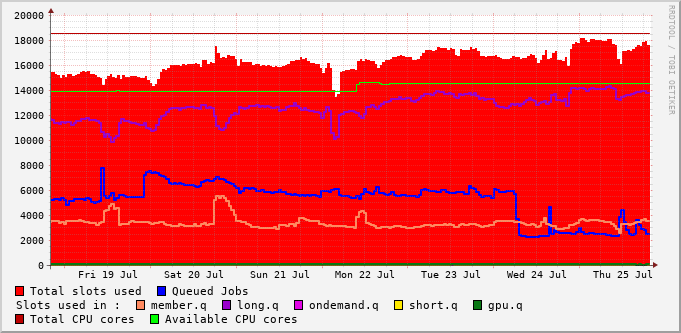 20000
18000
16000
14000
12000
10000
8000
6000
4000
2000
0
Fri 19 Jul Sat 20 Jul Sun 21 Jul Mon 22 Jul Tue 23 Jul Wed 24 Jul Thu 25 Jul
Total slots used Queued Jobs
Slots used in : member.q long.q ondemand.q short.q gpu.q
Total CPU cores Available CPU cores
RRDTOOL / TOBI OETIKER